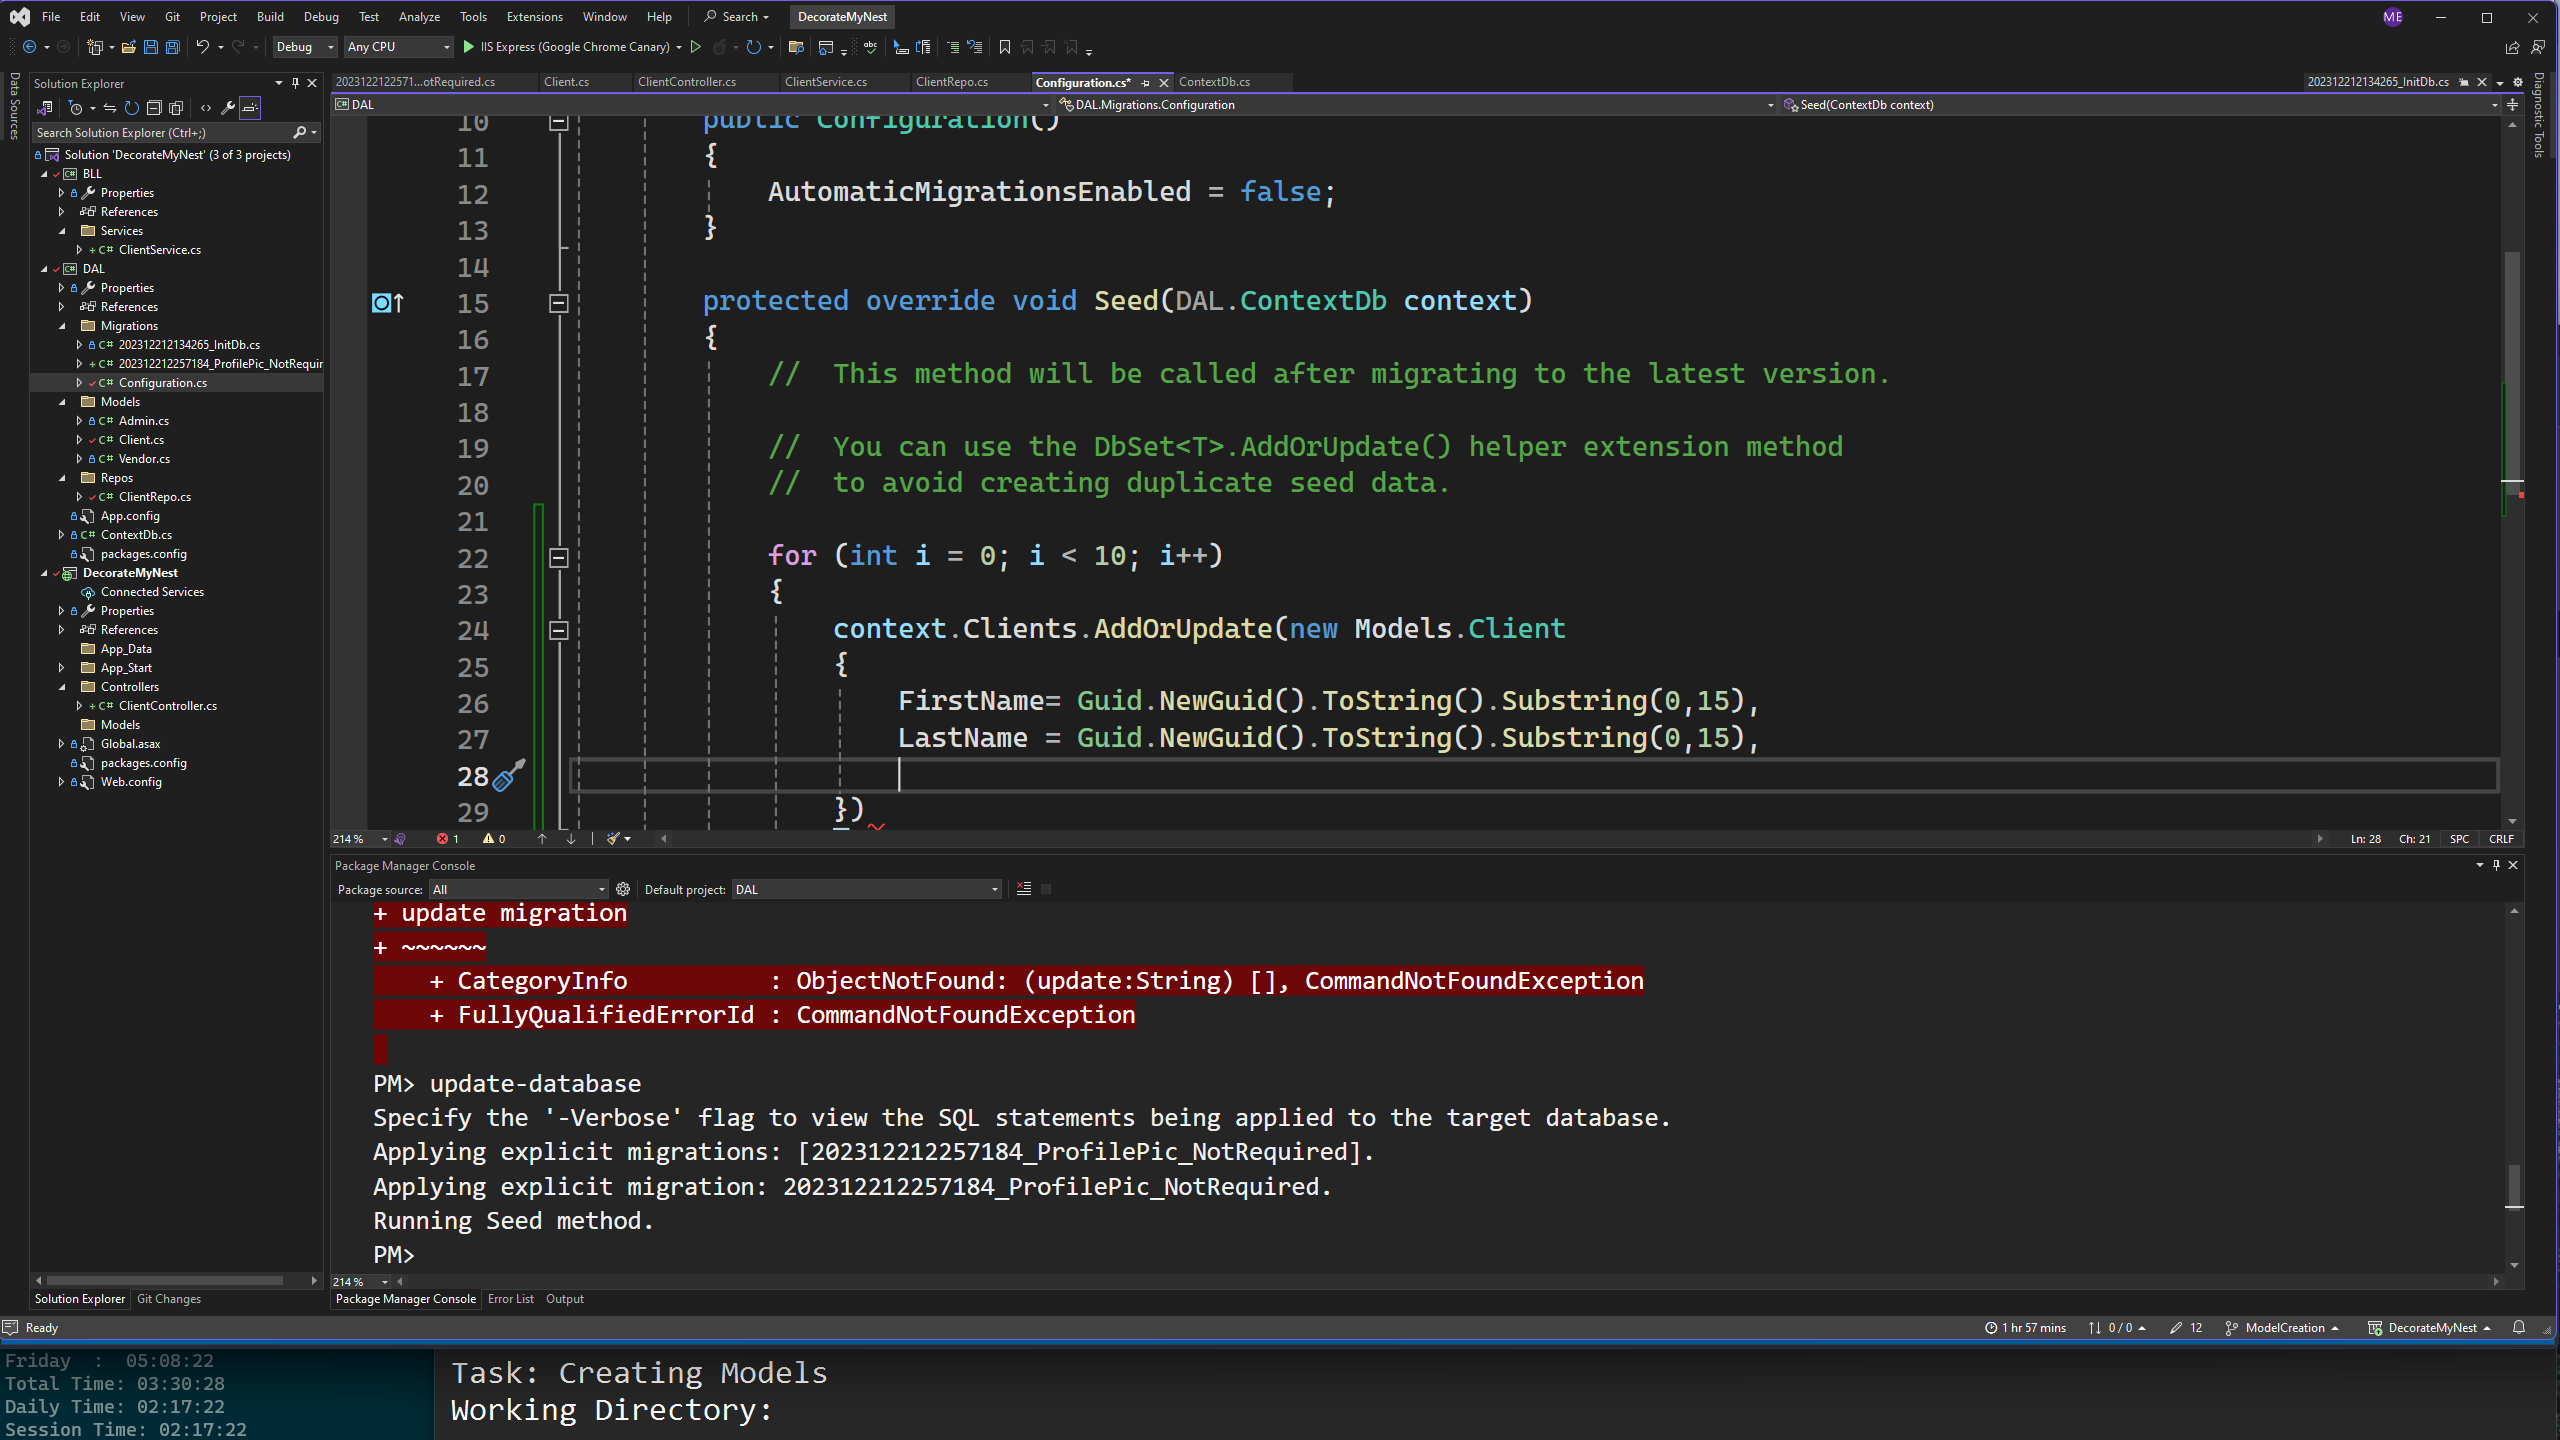 File Edit View Git Project Build Debug Test Analyze Tools Extensions Window Help Search DecorateMyNest ME
Debug Any CPU IIS Express (Google Chrome Canary)
Data Sources
Solution Explorer
Search Solution Explorer (Ctrl+;)
Solution 'DecorateMyNest' (3 of 3 projects)
BLL
Properties
References
Services
C# ClientService.cs
DAL
Properties
References
Migrations
C# 202312212134265_InitDb.cs
C# 202312212257184_ProfilePic_NotRequir
C# Configuration.cs
Models
C# Admin.cs
C# Client.cs
C# Vendor.cs
Repos
C# ClientRepo.cs
App.config
C# ContextDb.cs
packages.config
DecorateMyNest
Connected Services
Properties
References
App_Data
App_Start
Controllers
C# ClientController.cs
Models
Global.asax
packages.config
Web.config
Solution Explorer Git Changes
2023122122571...otRequired.cs Client.cs ClientController.cs ClientService.cs ClientRepo.cs Configuration.cs* ContextDb.cs 202312212134265_InitDb.cs
DAL DAL.Migrations.Configuration Seed(ContextDb context)
Diagnostic Tools
10 public Configuration()
11 {
12 AutomaticMigrationsEnabled = false;
13 }
14
15 protected override void Seed(DAL.ContextDb context)
16 {
17 //  This method will be called after migrating to the latest version.
18
19 //  You can use the DbSet<T>.AddOrUpdate() helper extension method
20 //  to avoid creating duplicate seed data.
21
22 for (int i = 0; i < 10; i++)
23 {
24 context.Clients.AddOrUpdate(new Models.Client
25 {
26 FirstName= Guid.NewGuid().ToString().Substring(0,15),
27 LastName = Guid.NewGuid().ToString().Substring(0,15),
28
29 })
214 % 1 0 Ln: 28 Ch: 21 SPC CRLF
Package Manager Console
Package source: All Default project: DAL
+ update migration
+ ~~~~~~
+ CategoryInfo          : ObjectNotFound: (update:String) [], CommandNotFoundException
+ FullyQualifiedErrorId : CommandNotFoundException
PM> update-database
Specify the '-Verbose' flag to view the SQL statements being applied to the target database.
Applying explicit migrations: [202312212257184_ProfilePic_NotRequired].
Applying explicit migration: 202312212257184_ProfilePic_NotRequired.
Running Seed method.
PM>
214 %
Package Manager Console Error List Output
Ready 1 hr 57 mins 0 / 0 12 ModelCreation DecorateMyNest
Friday  :  05:08:22
Total Time: 03:30:28
Daily Time: 02:17:22
Session Time: 02:17:22
Task: Creating Models
Working Directory: